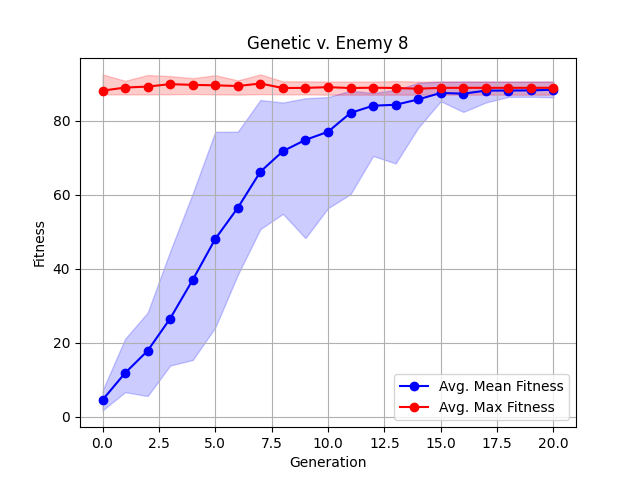 Genetic v. Enemy 8
Fitness
80
60
40
20
0
0.0 2.5 5.0 7.5 10.0 12.5 15.0 17.5 20.0
Generation
Avg. Mean Fitness
Avg. Max Fitness